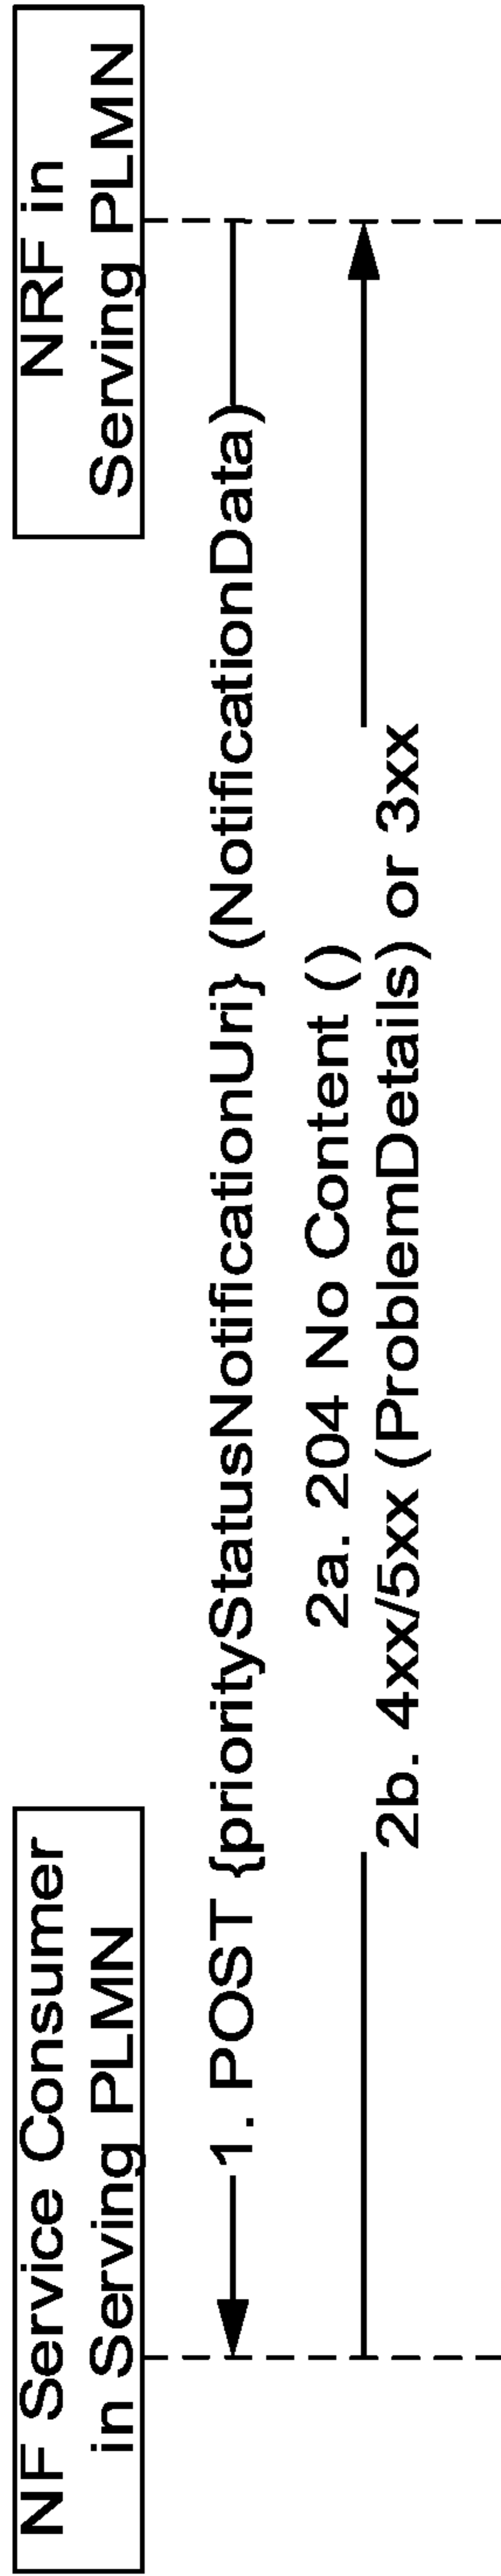 NF Service Consumer
in Serving PLMN
NRF in
Serving PLMN
1. POST {priorityStatusNotificationUri} (NotificationData)
2a. 204 No Content ()
2b. 4xx/5xx (ProblemDetails) or 3xx